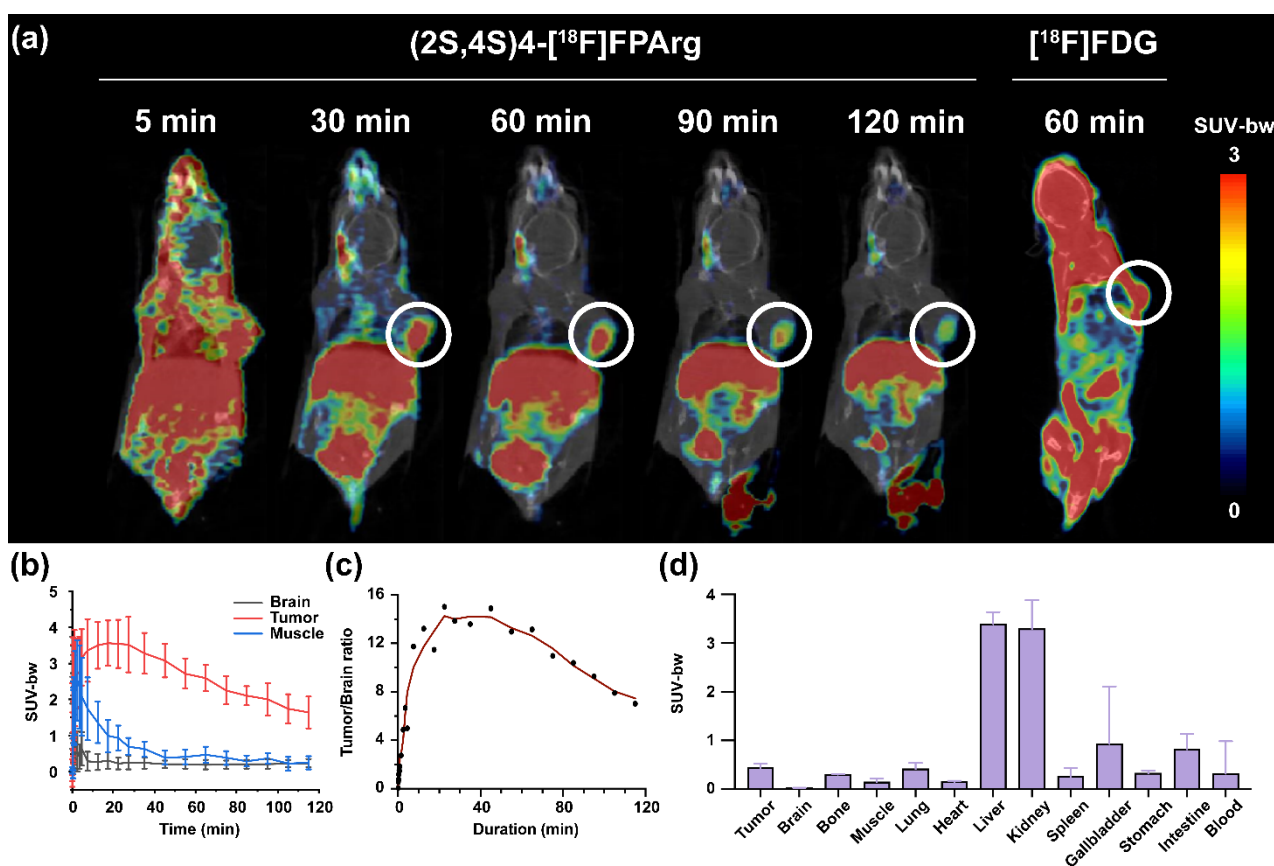 (a)
(2S,4S)4-[¹⁸F]FPArg
[¹⁸F]FDG
5 min
30 min
60 min
90 min
120 min
60 min
SUV-bw
3
0
(b)
SUV-bw
5
4
3
2
1
0
Brain
Tumor
Muscle
0 20 40 60 80 100 120
Time (min)
(c)
Tumor/Brain ratio
16
12
8
4
0
0 40 80 120
Duration (min)
(d)
SUV-bw
4
3
2
1
0
Tumor
Brain
Bone
Muscle
Lung
Heart
Liver
Kidney
Spleen
Gallbladder
Stomach
Intestine
Blood